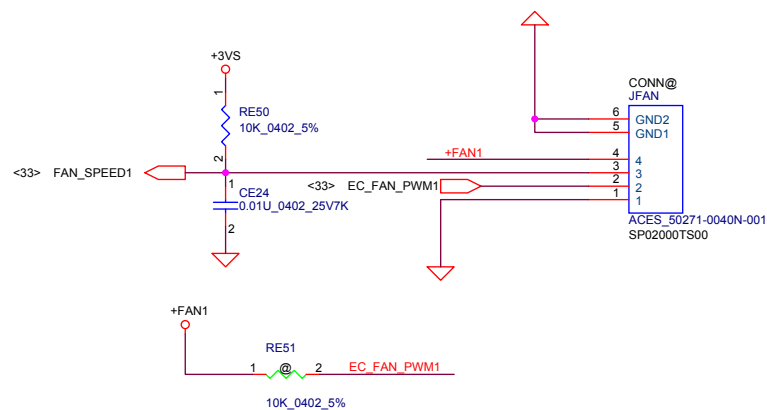 +3VS
1
RE50
10K_0402_5%
2
<33> FAN_SPEED1
1
CE24
0.01U_0402_25V7K
2
CONN@
JFAN
6 GND2
5 GND1
+FAN1 4 4
3 3
<33> EC_FAN_PWM1 2 2
1 1
ACES_50271-0040N-001
SP02000TS00
+FAN1
RE51
1 @ 2 EC_FAN_PWM1
10K_0402_5%